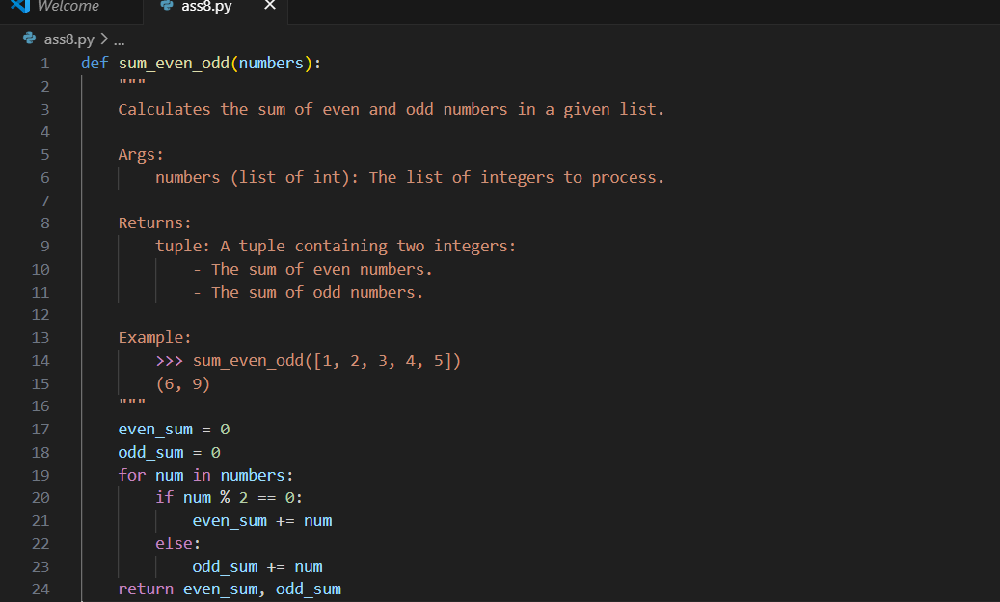 Welcome ass8.py ✕
ass8.py > ...
1 def sum_even_odd(numbers):
2     """
3     Calculates the sum of even and odd numbers in a given list.
4
5     Args:
6         numbers (list of int): The list of integers to process.
7
8     Returns:
9         tuple: A tuple containing two integers:
10             - The sum of even numbers.
11             - The sum of odd numbers.
12
13     Example:
14         >>> sum_even_odd([1, 2, 3, 4, 5])
15         (6, 9)
16     """
17     even_sum = 0
18     odd_sum = 0
19     for num in numbers:
20         if num % 2 == 0:
21             even_sum += num
22         else:
23             odd_sum += num
24     return even_sum, odd_sum